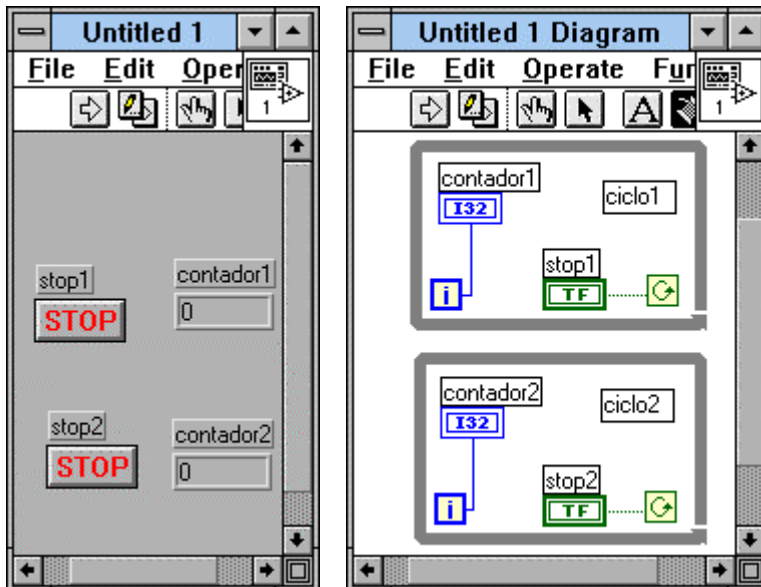 Untitled 1
File Edit Oper
1
stop1
STOP
contador1
0
stop2
STOP
contador2
0
Untitled 1 Diagram
File Edit Operate Fun
A
1
contador1
I32
ciclo1
i
stop1
TF
contador2
I32
ciclo2
i
stop2
TF